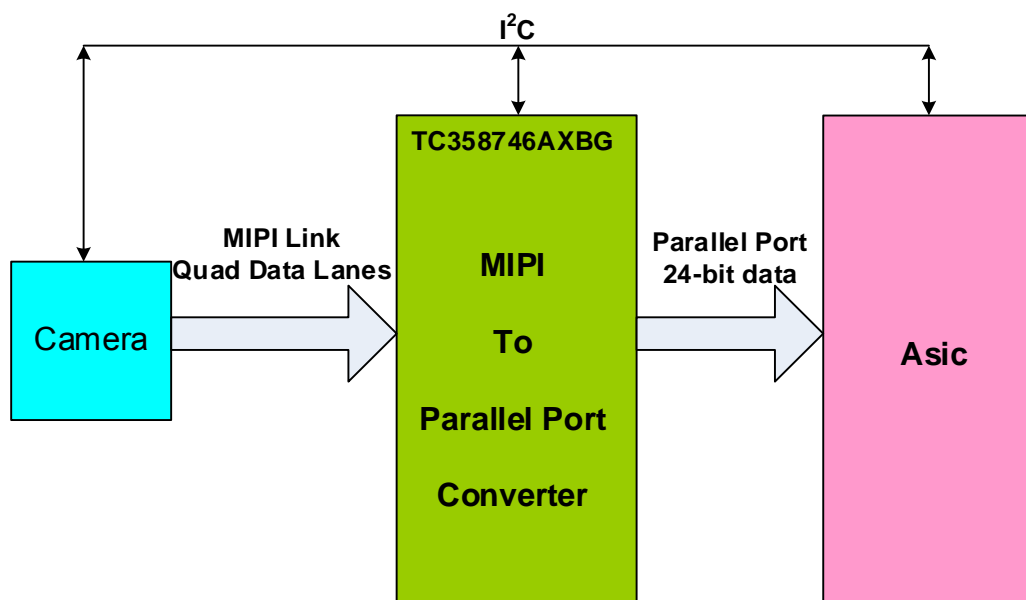 I²C
TC358746AXBG
MIPI Link
Quad Data Lanes
Parallel Port
24-bit data
MIPI
To
Parallel Port
Converter
Camera
Asic